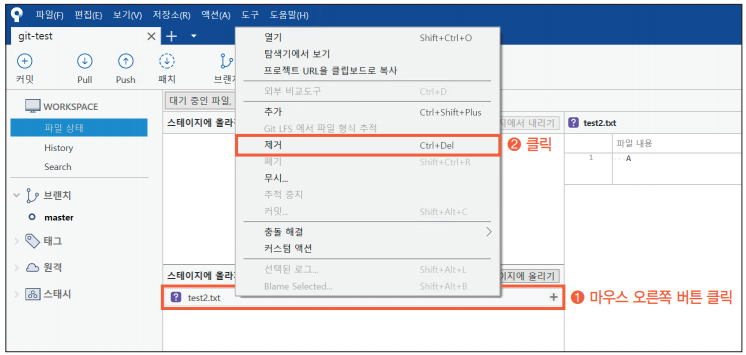 파일(F) 편집(E) 보기(V) 저장소(R) 액션(A) 도구 도움말(H)
git-test
커밋 Pull Push 패치
WORKSPACE
파일 상태
History
Search
브랜치
master
태그
원격
스태시
대기 중인 파일,
스테이지에 올라
열기 Shift+Ctrl+O
탐색기에서 보기
프로젝트 URL을 클립보드로 복사
외부 비교도구 Ctrl+D
추가 Ctrl+Shift+Plus
Git LFS 에서 파일 형식 추적
제거 Ctrl+Del
폐기 Shift+Ctrl+R
무시...
추적 중지
커밋... Shift+Alt+C
충돌 해결
커스텀 액션
선택된 로그... Shift+Alt+L
Blame Selected... Shift+Alt+B
❷ 클릭
지에서 내리기
test2.txt
파일 내용
1 ···A
스테이지에 올라
이지에 올리기
test2.txt +
❶ 마우스 오른쪽 버튼 클릭